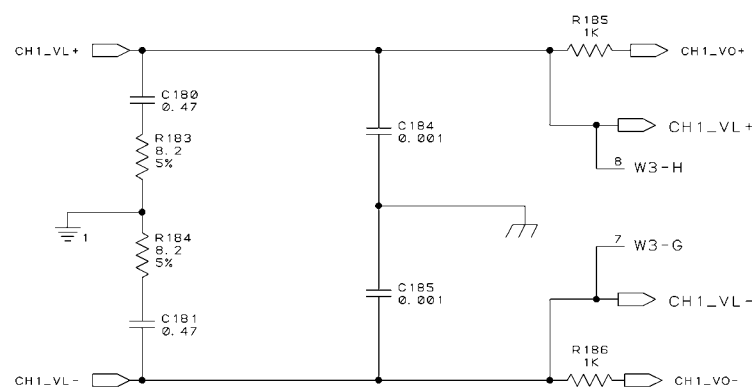 R185
1K
CH1_VL+
CH1_VO+
C180
0.47
C184
0.001
CH1_VL+
R183
8.2
5%
8 W3-H
1
R184
8.2
5%
7 W3-G
C185
0.001
CH1_VL-
C181
0.47
R186
1K
CH1_VL-
CH1_VO-